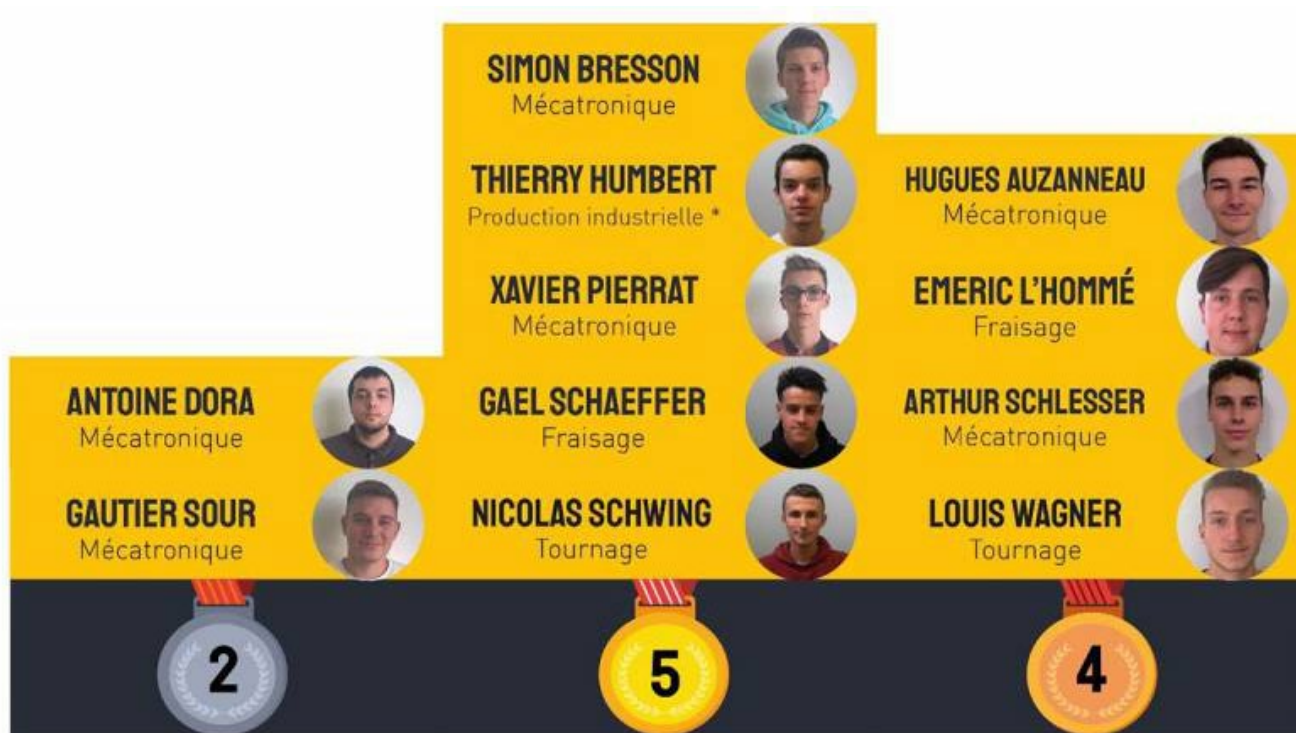 ANTOINE DORA
Mécatronique
GAUTIER SOUR
Mécatronique
2
SIMON BRESSON
Mécatronique
THIERRY HUMBERT
Production industrielle *
XAVIER PIERRAT
Mécatronique
GAEL SCHAEFFER
Fraisage
NICOLAS SCHWING
Tournage
5
HUGUES AUZANNEAU
Mécatronique
EMERIC L'HOMMÉ
Fraisage
ARTHUR SCHLESSER
Mécatronique
LOUIS WAGNER
Tournage
4